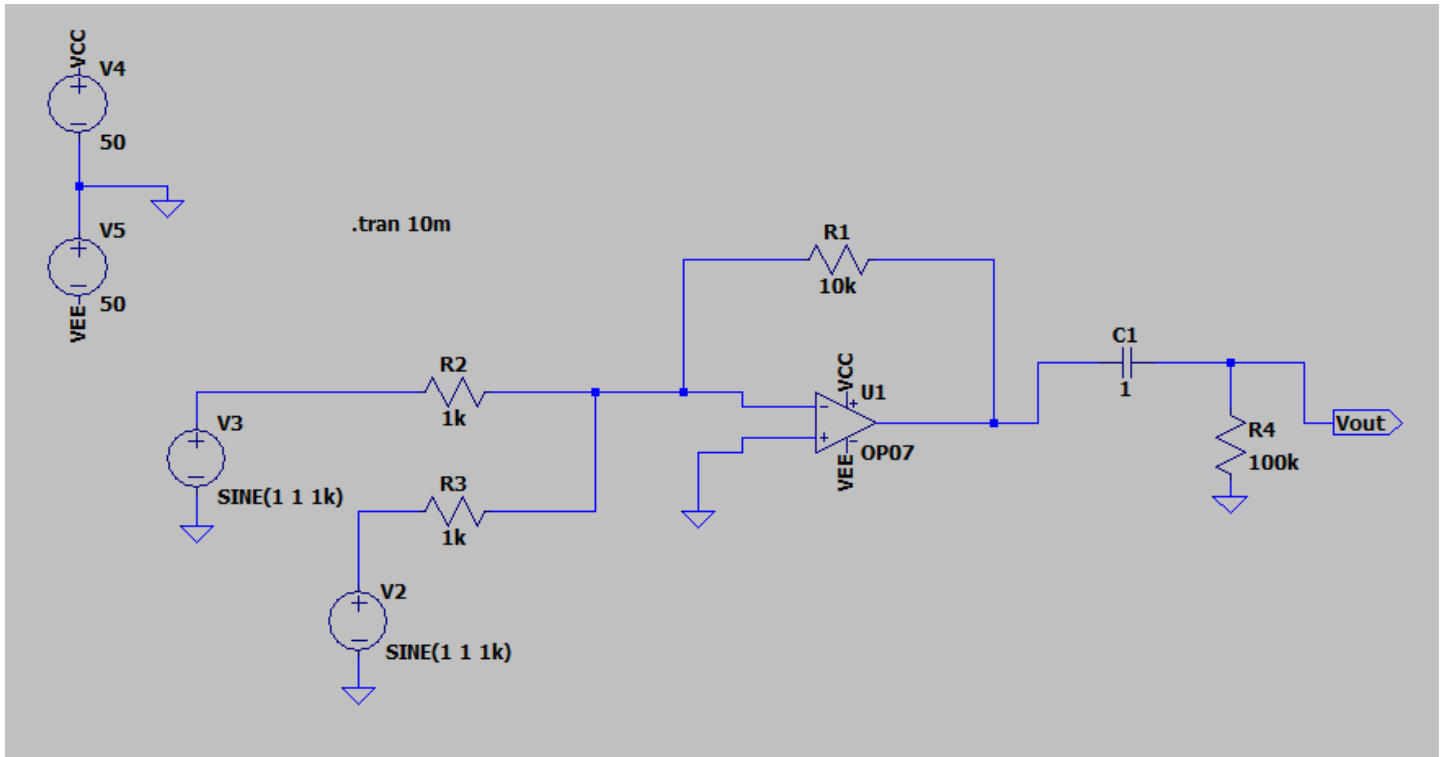 VCC
V4
50
V5
50
VEE
.tran 10m
R1
10k
R2
1k
V3
SINE(1 1 1k)
R3
1k
V2
SINE(1 1 1k)
VCC
U1
OP07
VEE
C1
1
R4
100k
Vout